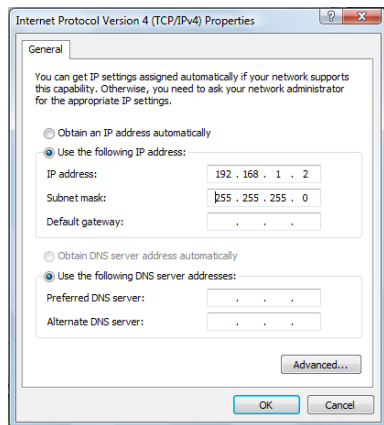 Internet Protocol Version 4 (TCP/IPv4) Properties
General
You can get IP settings assigned automatically if your network supports
this capability. Otherwise, you need to ask your network administrator
for the appropriate IP settings.
Obtain an IP address automatically
Use the following IP address:
IP address: 192 . 168 . 1 . 2
Subnet mask: 255 . 255 . 255 . 0
Default gateway: . . .
Obtain DNS server address automatically
Use the following DNS server addresses:
Preferred DNS server: . . .
Alternate DNS server: . . .
Advanced...
OK Cancel